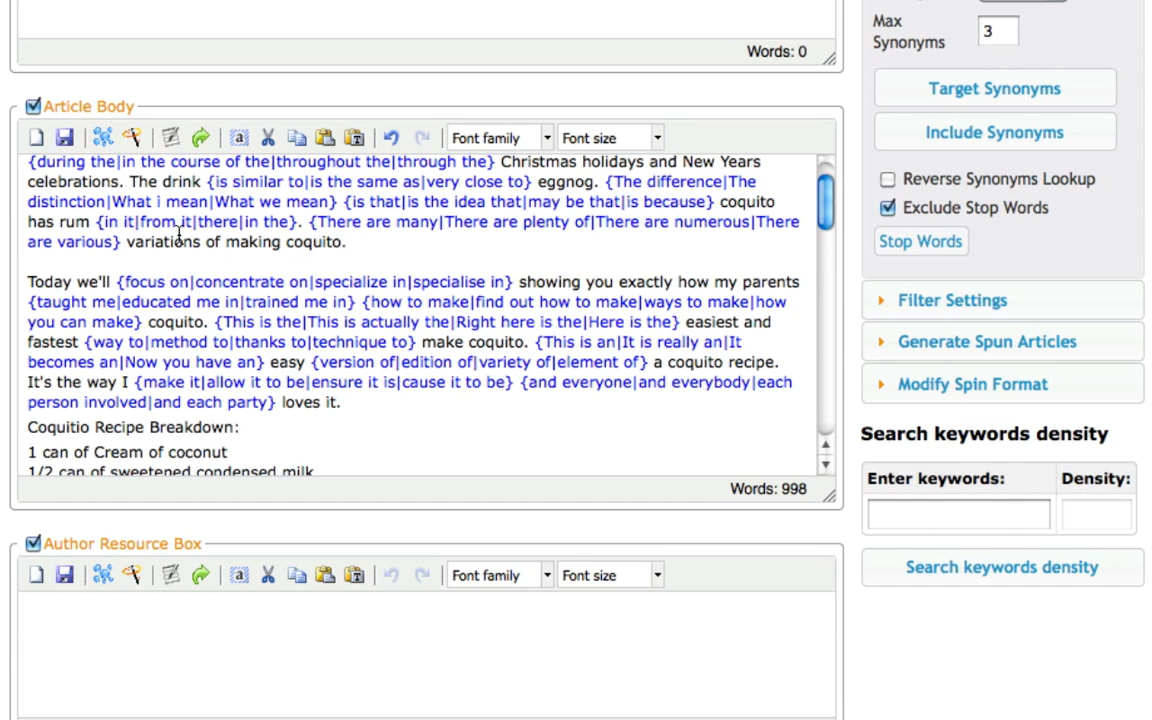 Words: 0
Max
Synonyms
3
Target Synonyms
Include Synonyms
Reverse Synonyms Lookup
Exclude Stop Words
Stop Words
Filter Settings
Generate Spun Articles
Modify Spin Format
Search keywords density
Enter keywords: Density:
Search keywords density
Article Body
Font family Font size
{during the|in the course of the|throughout the|through the} Christmas holidays and New Years
celebrations. The drink {is similar to|is the same as|very close to} eggnog. {The difference|The
distinction|What i mean|What we mean} {is that|is the idea that|may be that|is because} coquito
has rum {in it|from it|there|in the}. {There are many|There are plenty of|There are numerous|There
are various} variations of making coquito.
Today we'll {focus on|concentrate on|specialize in|specialise in} showing you exactly how my parents
{taught me|educated me in|trained me in} {how to make|find out how to make|ways to make|how
you can make} coquito. {This is the|This is actually the|Right here is the|Here is the} easiest and
fastest {way to|method to|thanks to|technique to} make coquito. {This is an|It is really an|It
becomes an|Now you have an} easy {version of|edition of|variety of|element of} a coquito recipe.
It's the way I {make it|allow it to be|ensure it is|cause it to be} {and everyone|and everybody|each
person involved|and each party} loves it.
Coquitio Recipe Breakdown:
1 can of Cream of coconut
1/2 can of sweetened condensed milk
Words: 998
Author Resource Box
Font family Font size